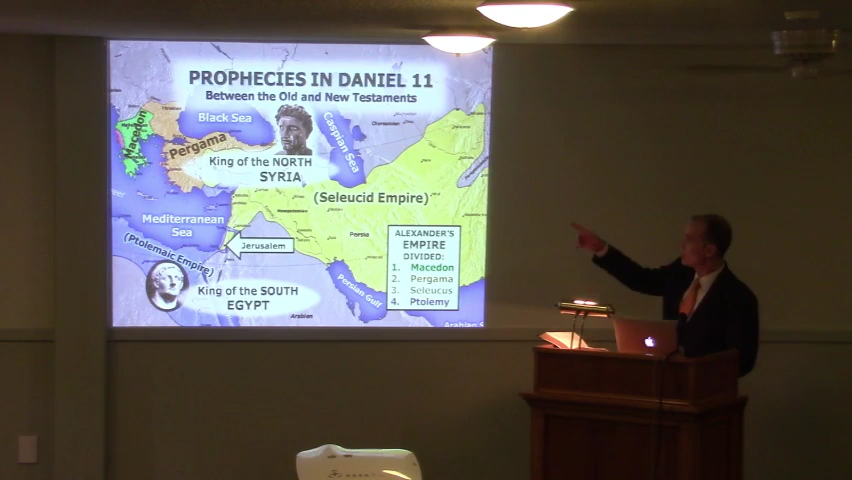 PROPHECIES IN DANIEL 11
Between the Old and New Testaments
Black Sea
Caspian Sea
Macedon
Pergama
King of the NORTH
SYRIA
(Seleucid Empire)
Mediterranean
Sea
Jerusalem
Persia
(Ptolemaic Empire)
King of the SOUTH
EGYPT
Persian Gulf
Arabian
Arabian S
ALEXANDER'S
EMPIRE
DIVIDED:
1. Macedon
2. Pergama
3. Seleucus
4. Ptolemy